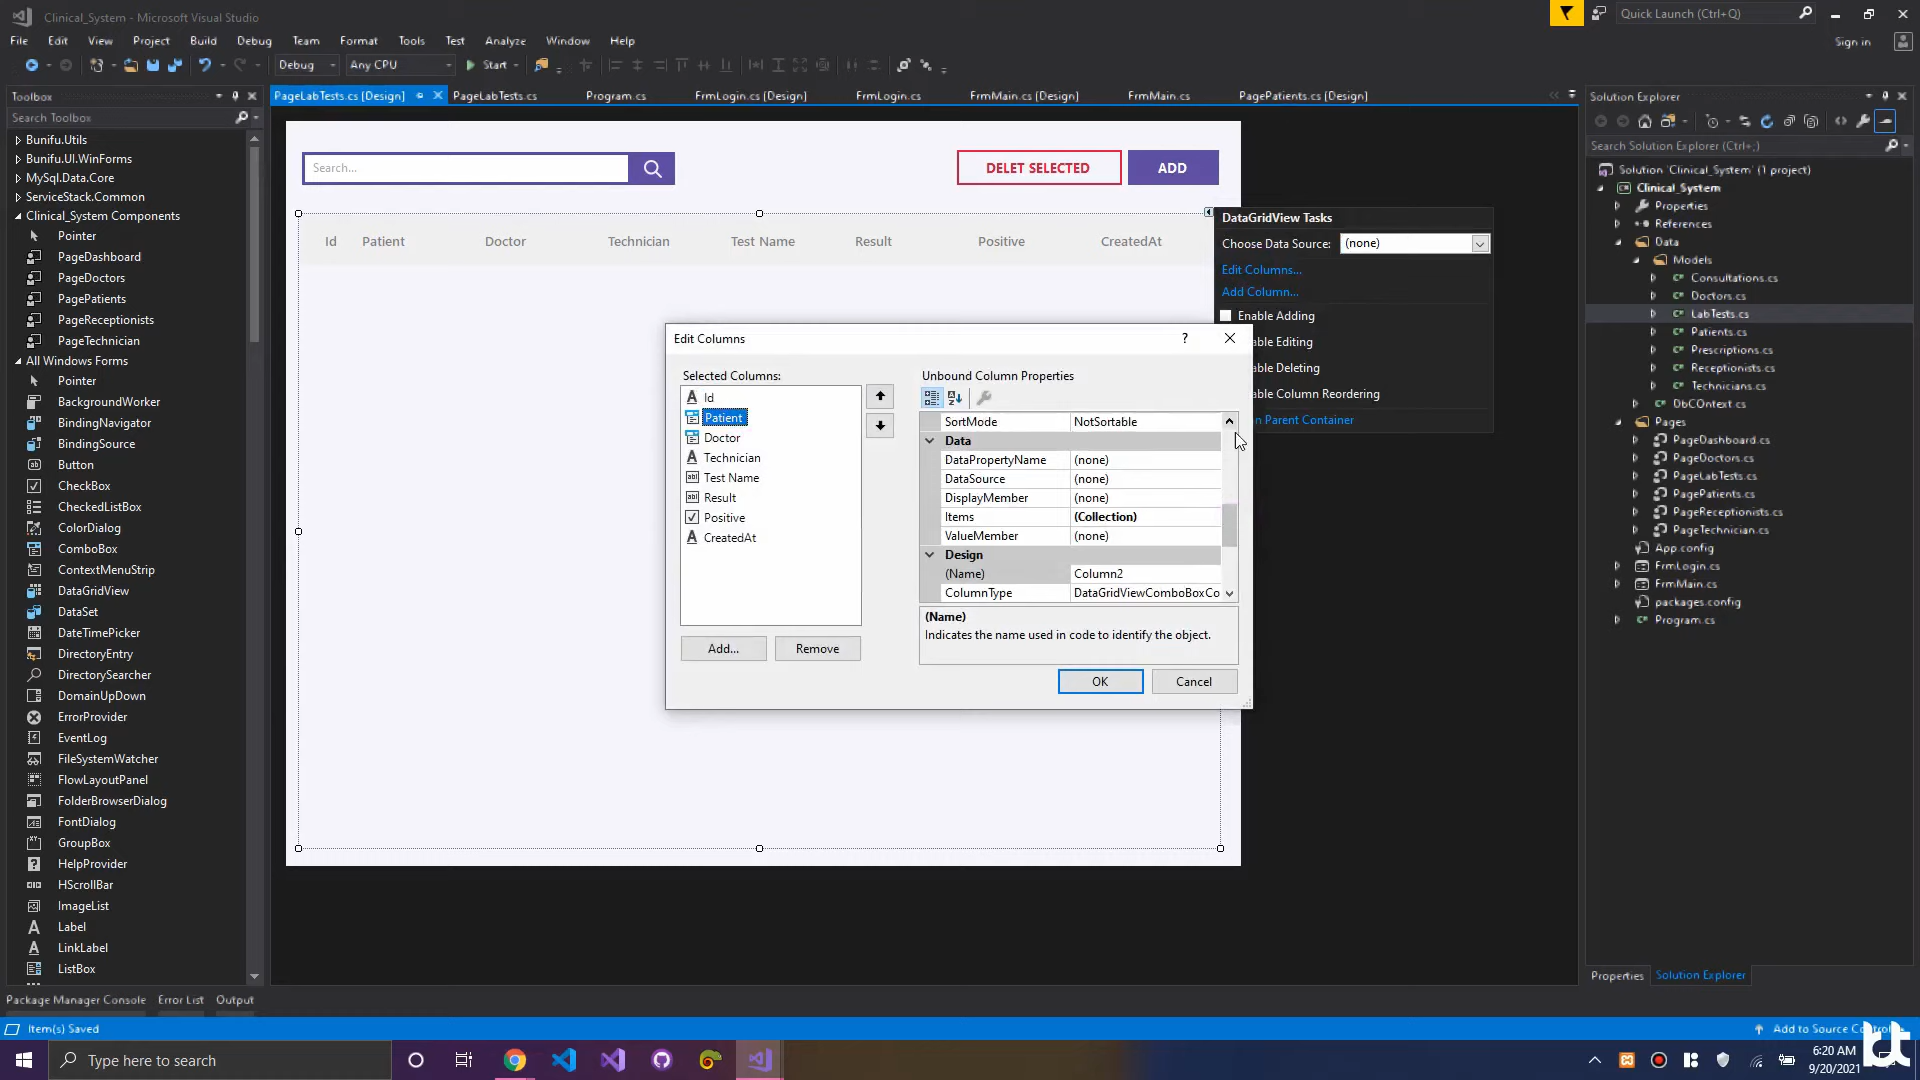 Clinical_System - Microsoft Visual Studio
Quick Launch (Ctrl+Q)
File Edit View Project Build Debug Team Format Tools Test Analyze Window Help
Sign in
Debug Any CPU Start
Toolbox
PageLabTests.cs [Design] PageLabTests.cs Program.cs FrmLogin.cs [Design] FrmLogin.cs FrmMain.cs [Design] FrmMain.cs PagePatients.cs [Design]
Solution Explorer
Search Toolbox
Search Solution Explorer (Ctrl+;)
Bunifu.Utils
Bunifu.UI.WinForms
MySql.Data.Core
ServiceStack.Common
Clinical_System Components
Pointer
PageDashboard
PageDoctors
PagePatients
PageReceptionists
PageTechnician
All Windows Forms
Pointer
BackgroundWorker
BindingNavigator
BindingSource
Button
CheckBox
CheckedListBox
ColorDialog
ComboBox
ContextMenuStrip
DataGridView
DataSet
DateTimePicker
DirectoryEntry
DirectorySearcher
DomainUpDown
ErrorProvider
EventLog
FileSystemWatcher
FlowLayoutPanel
FolderBrowserDialog
FontDialog
GroupBox
HelpProvider
HScrollBar
ImageList
Label
LinkLabel
ListBox
Search...
DELET SELECTED
ADD
Id Patient Doctor Technician Test Name Result Positive CreatedAt
DataGridView Tasks
Choose Data Source: (none)
Edit Columns...
Add Column...
Enable Adding
able Editing
able Deleting
able Column Reordering
n Parent Container
Edit Columns
?
Selected Columns:
Id
Patient
Doctor
Technician
Test Name
Result
Positive
CreatedAt
Add...
Remove
Unbound Column Properties
SortMode NotSortable
Data
DataPropertyName (none)
DataSource (none)
DisplayMember (none)
Items (Collection)
ValueMember (none)
Design
(Name) Column2
ColumnType DataGridViewComboBoxCo
(Name)
Indicates the name used in code to identify the object.
OK
Cancel
Solution 'Clinical_System' (1 project)
Clinical_System
Properties
References
Data
Models
Consultations.cs
Doctors.cs
LabTests.cs
Patients.cs
Prescriptions.cs
Receptionists.cs
Technicians.cs
DbCOntext.cs
Pages
PageDashboard.cs
PageDoctors.cs
PageLabTests.cs
PagePatients.cs
PageReceptionists.cs
PageTechnician.cs
App.config
FrmLogin.cs
FrmMain.cs
packages.config
Program.cs
Properties Solution Explorer
Package Manager Console Error List Output
Item(s) Saved
Add to Source Control
Type here to search
6:20 AM
9/20/2021